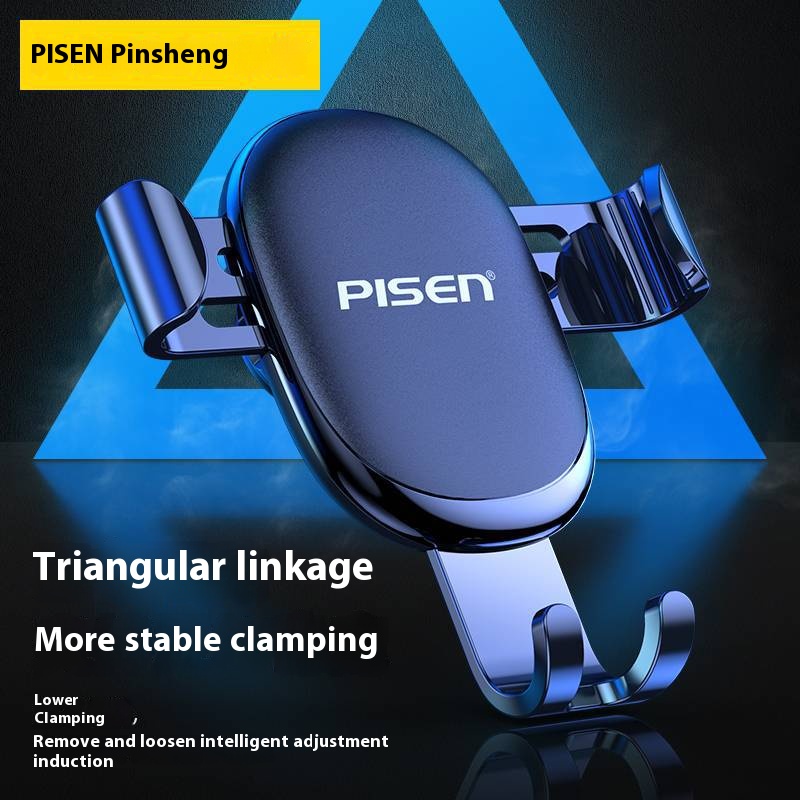 PISEN Pinsheng
PISEN®
Triangular linkage
More stable clamping
Lower
Clamping ,
Remove and loosen intelligent adjustment
induction